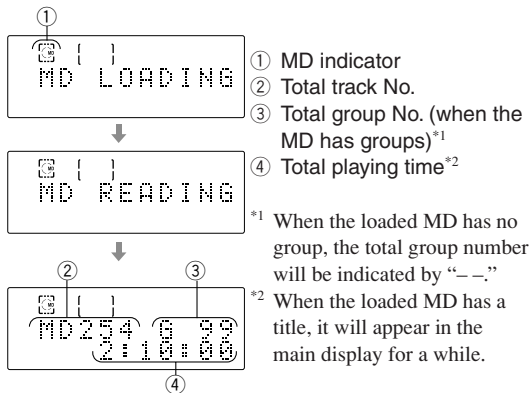 ①
MD
MD LOADING
MD
MD READING
② ③
MD
MD254 G 99
2:10:00
④
① MD indicator
② Total track No.
③ Total group No. (when the
MD has groups)*1
④ Total playing time*2
*1 When the loaded MD has no
group, the total group number
will be indicated by “– –.”
*2 When the loaded MD has a
title, it will appear in the
main display for a while.